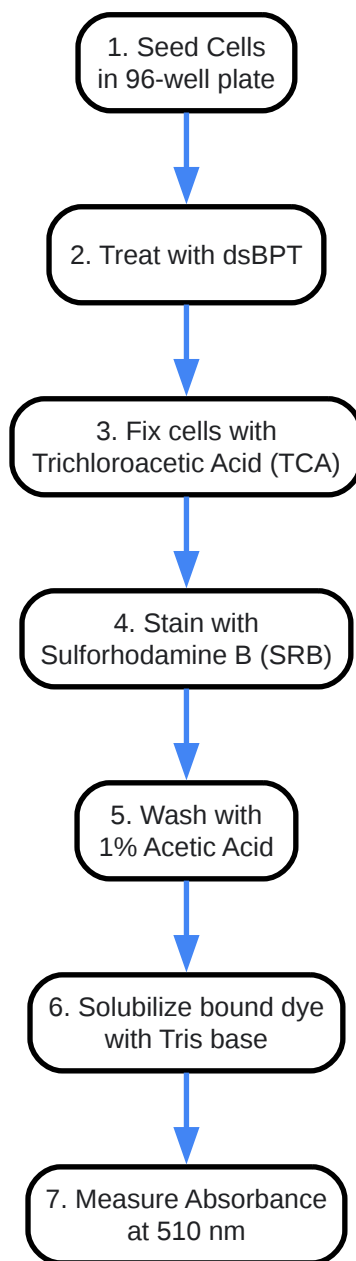 1. Seed Cells
in 96-well plate
2. Treat with dsBPT
3. Fix cells with
Trichloroacetic Acid (TCA)
4. Stain with
Sulforhodamine B (SRB)
5. Wash with
1% Acetic Acid
6. Solubilize bound dye
with Tris base
7. Measure Absorbance
at 510 nm